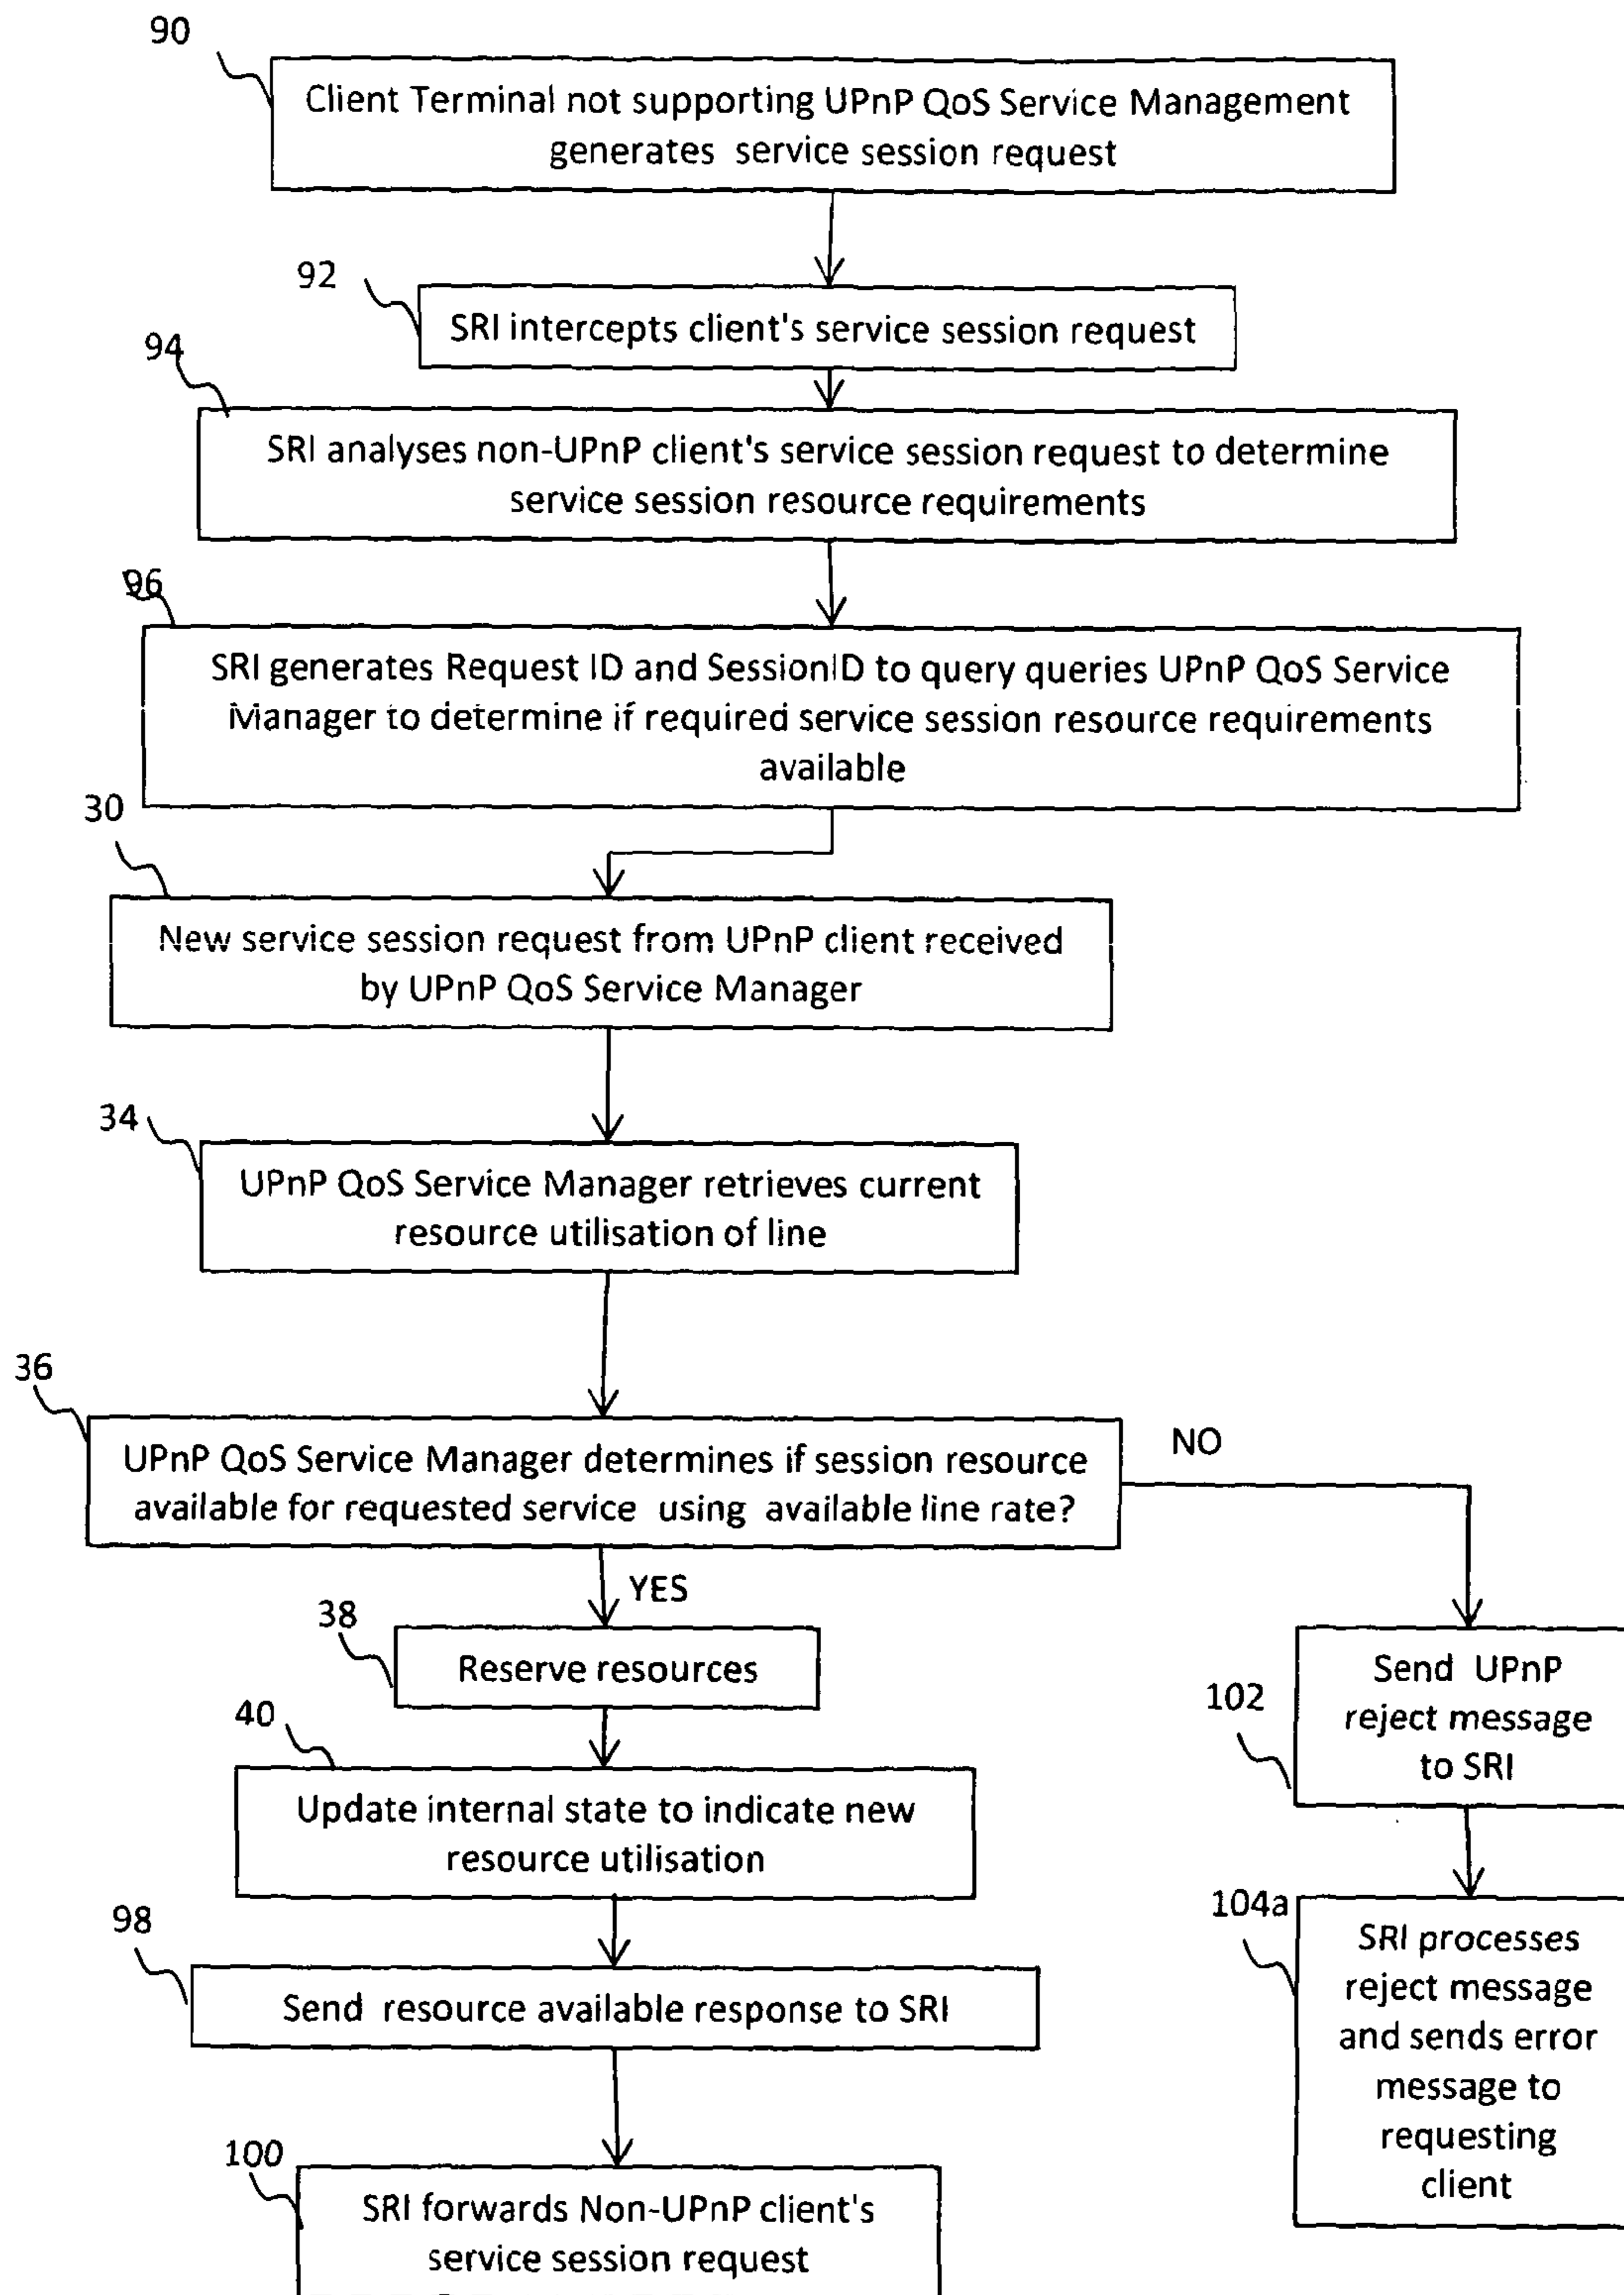 90
Client Terminal not supporting UPnP QoS Service Management
generates service session request
92
SRI intercepts client's service session request
94
SRI analyses non-UPnP client's service session request to determine
service session resource requirements
96
SRI generates Request ID and SessionID to query queries UPnP QoS Service
Manager to determine if required service session resource requirements
available
30
New service session request from UPnP client received
by UPnP QoS Service Manager
34
UPnP QoS Service Manager retrieves current
resource utilisation of line
36
UPnP QoS Service Manager determines if session resource
available for requested service using available line rate?
NO
YES
38
Reserve resources
102
Send UPnP
reject message
to SRI
40
Update internal state to indicate new
resource utilisation
104a
SRI processes
reject message
and sends error
message to
requesting
client
98
Send resource available response to SRI
100
SRI forwards Non-UPnP client's
service session request